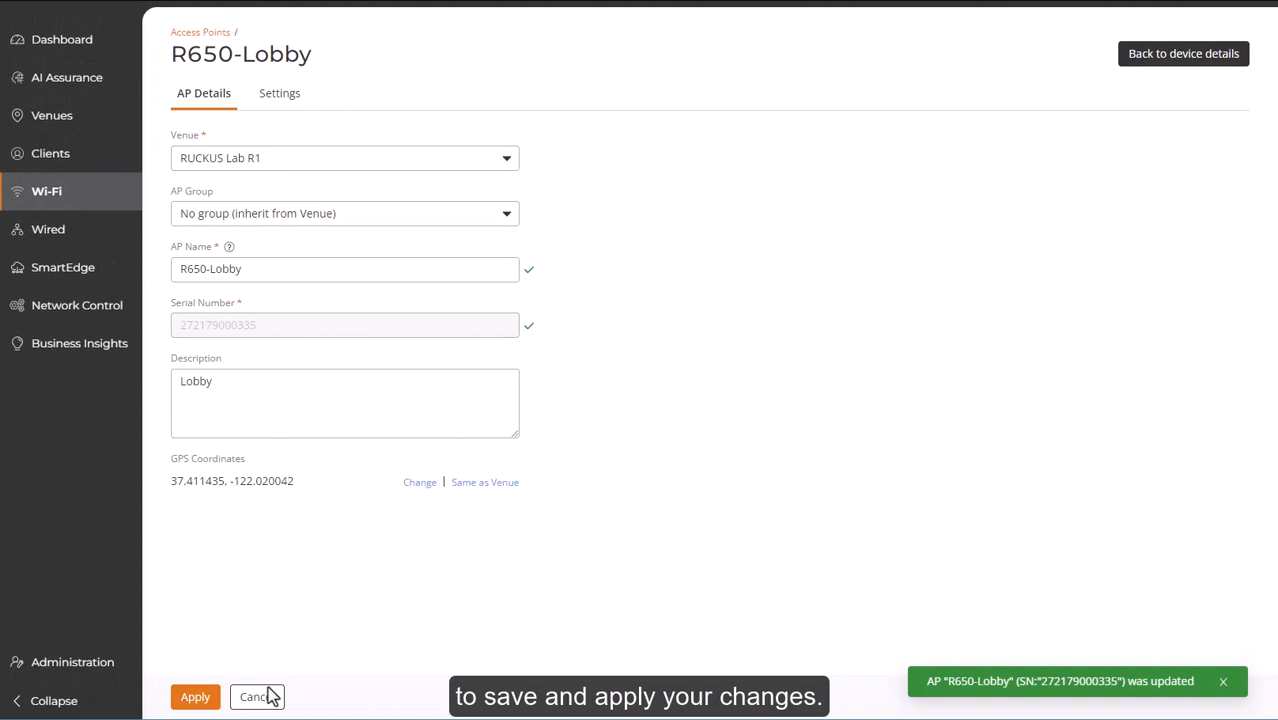 Dashboard
AI Assurance
Venues
Clients
Wi-Fi
Wired
SmartEdge
Network Control
Business Insights
Administration
Collapse
Access Points /
R650-Lobby
Back to device details
AP Details
Settings
Venue *
RUCKUS Lab R1
AP Group
No group (inherit from Venue)
AP Name * ?
R650-Lobby
Serial Number *
272179000335
Description
Lobby
GPS Coordinates
37.411435, -122.020042
Change | Same as Venue
Apply
Cancel
to save and apply your changes.
AP "R650-Lobby" (SN:"272179000335") was updated